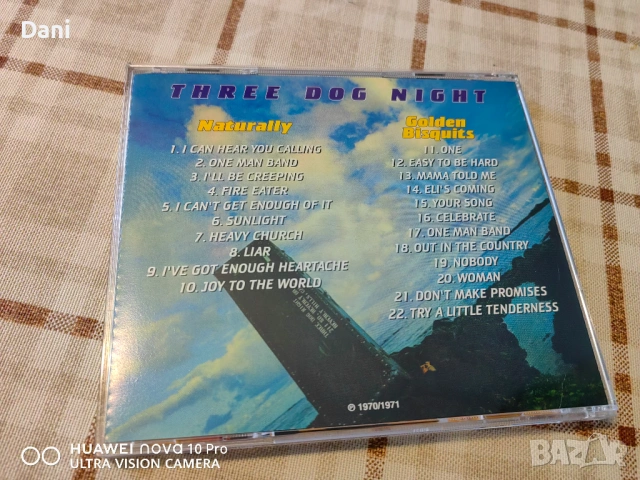 Dani
THREE DOG NIGHT
Naturally
1. I CAN HEAR YOU CALLING
2. ONE MAN BAND
3. I'LL BE CREEPING
4. FIRE EATER
5. I CAN'T GET ENOUGH OF IT
6. SUNLIGHT
7. HEAVY CHURCH
8. LIAR
9. I'VE GOT ENOUGH HEARTACHE
10. JOY TO THE WORLD
Golden
Bisquits
11. ONE
12. EASY TO BE HARD
13. MAMA TOLD ME
14. ELI'S COMING
15. YOUR SONG
16. CELEBRATE
17. ONE MAN BAND
18. OUT IN THE COUNTRY
19. NOBODY
20. WOMAN
21. DON'T MAKE PROMISES
22. TRY A LITTLE TENDERNESS
℗ 1970/1971
HUAWEI nova 10 Pro
ULTRA VISION CAMERA
BAZAR